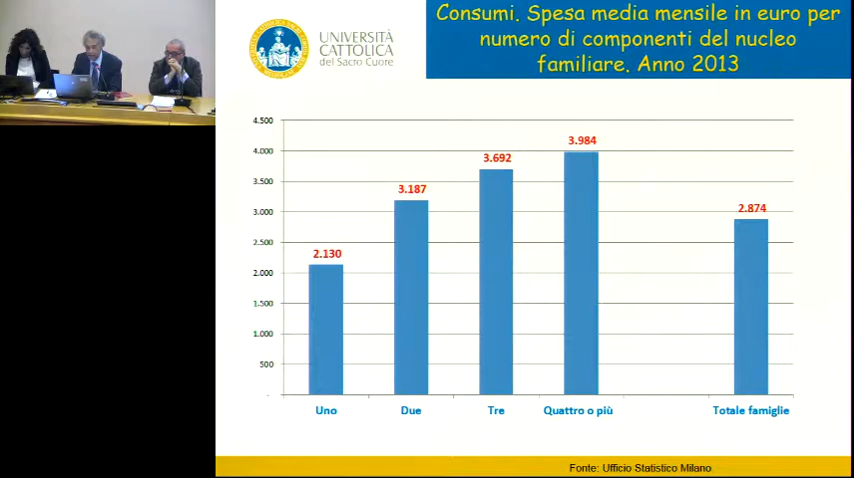 UNIVERSITÀ
CATTOLICA
del Sacro Cuore
Consumi. Spesa media mensile in euro per
numero di componenti del nucleo
familiare. Anno 2013
4.500
4.000
3.500
3.000
2.500
2.000
1.500
1.000
500
-
2.130
3.187
3.692
3.984
2.874
Uno
Due
Tre
Quattro o più
Totale famiglie
Fonte: Ufficio Statistico Milano